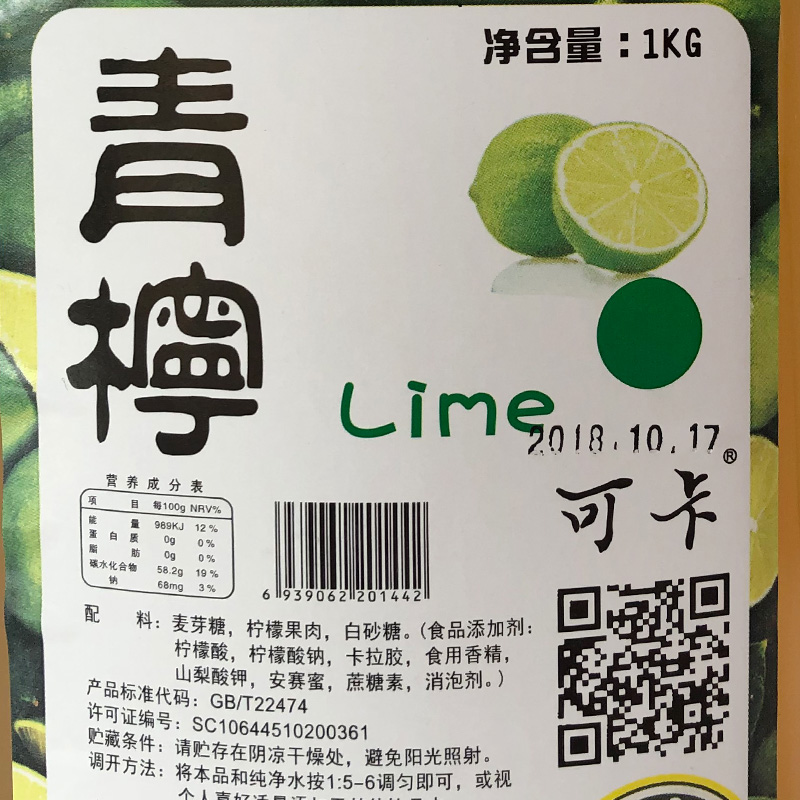 净含量：1KG
青檸
Lime
2018.10.17
®
可卡
营养成分表
项 目 每100g NRV%
能 量 989KJ 12%
蛋白质 0g 0%
脂 肪 0g 0%
碳水化合物 58.2g 19%
钠 68mg 3%
6 939062 201442
配 料：麦芽糖，柠檬果肉，白砂糖。（食品添加剂：
柠檬酸，柠檬酸钠，卡拉胶，食用香精，
山梨酸钾，安赛蜜，蔗糖素，消泡剂。）
产品标准代码：GB/T22474
许可证编号：SC10644510200361
贮藏条件：请贮存在阴凉干燥处，避免阳光照射。
调开方法：将本品和纯净水按1:5-6调匀即可，或视